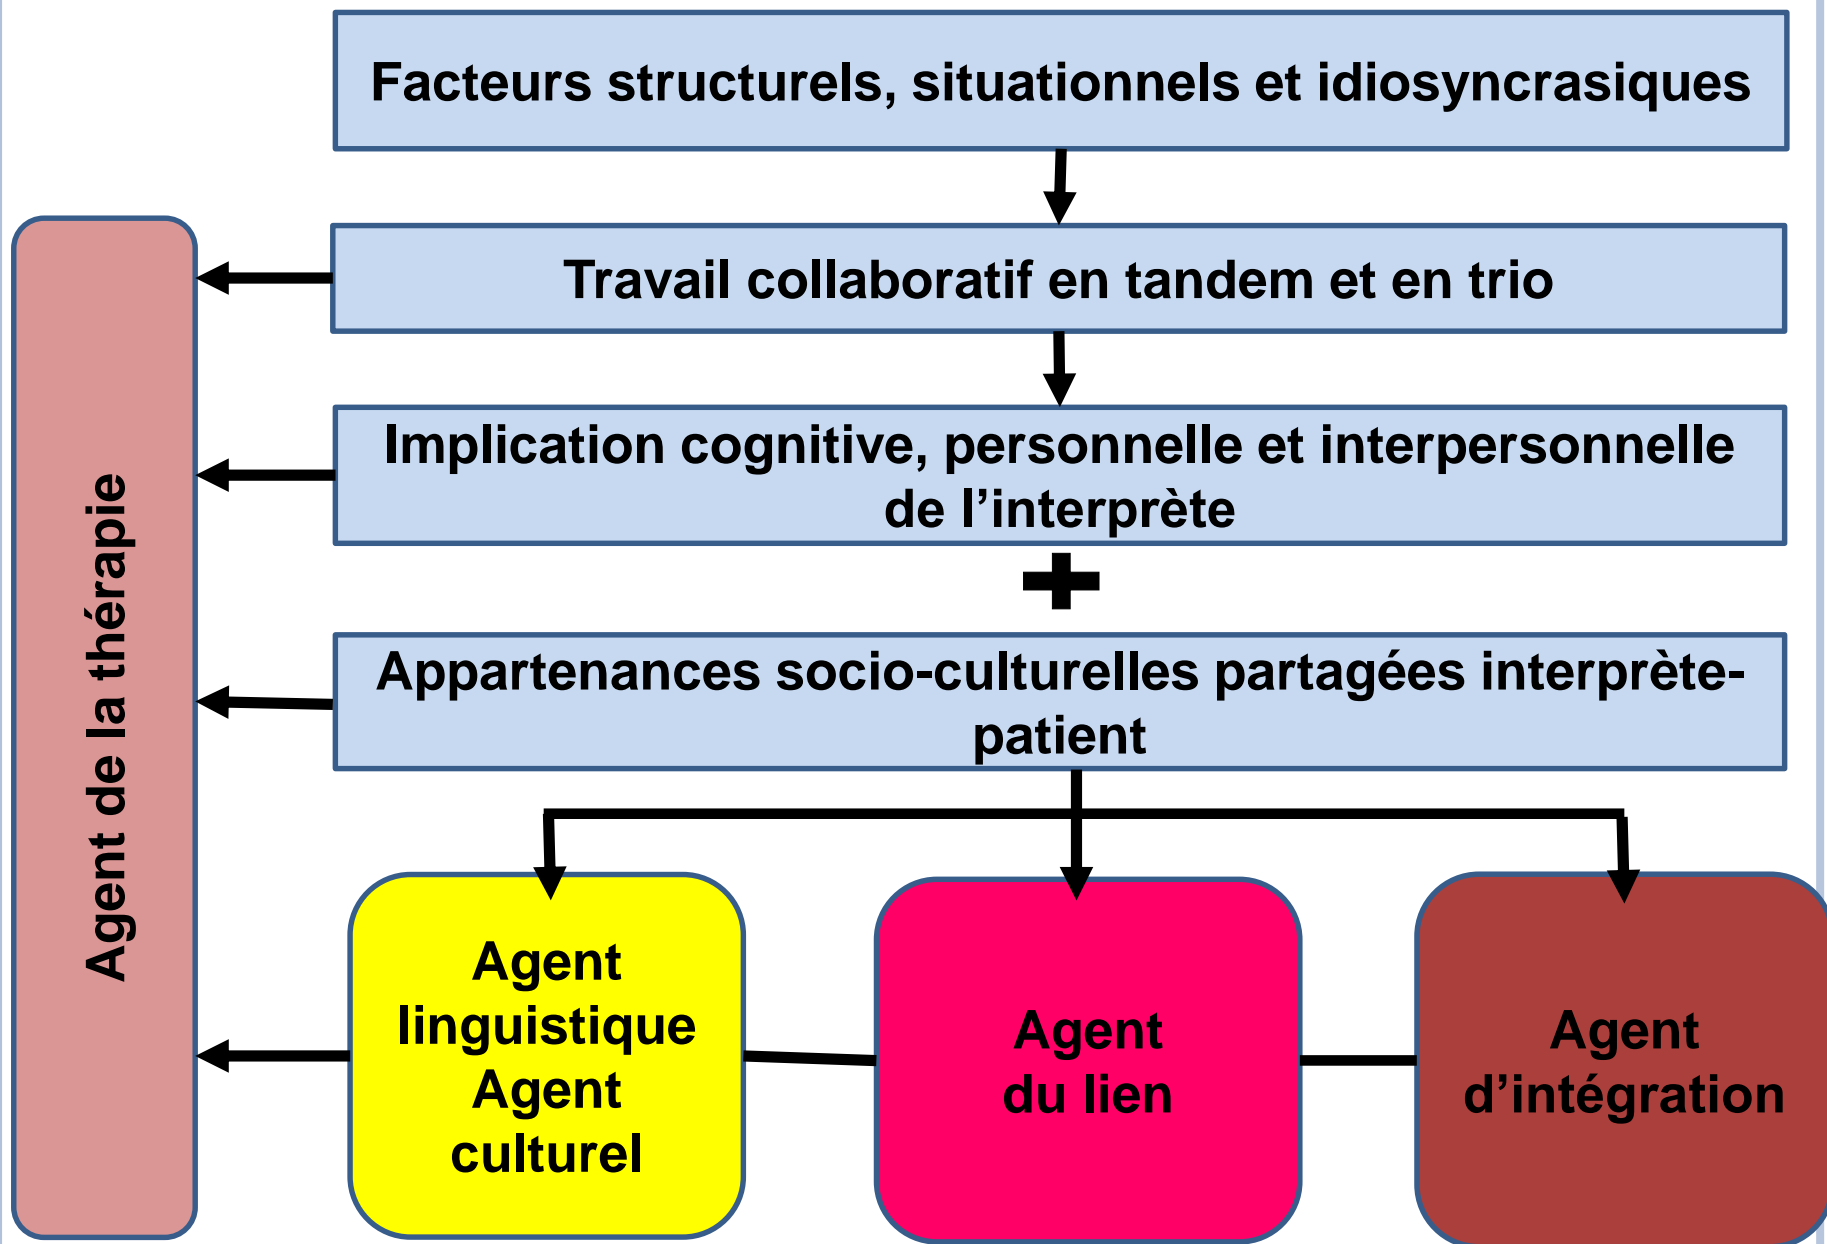 Facteurs structurels, situationnels et idiosyncrasiques
Travail collaboratif en tandem et en trio
Implication cognitive, personnelle et interpersonnelle
de l’interprète
Appartenances socio-culturelles partagées interprète-
patient
Agent de la thérapie
Agent
linguistique
Agent
culturel
Agent
du lien
Agent
d’intégration